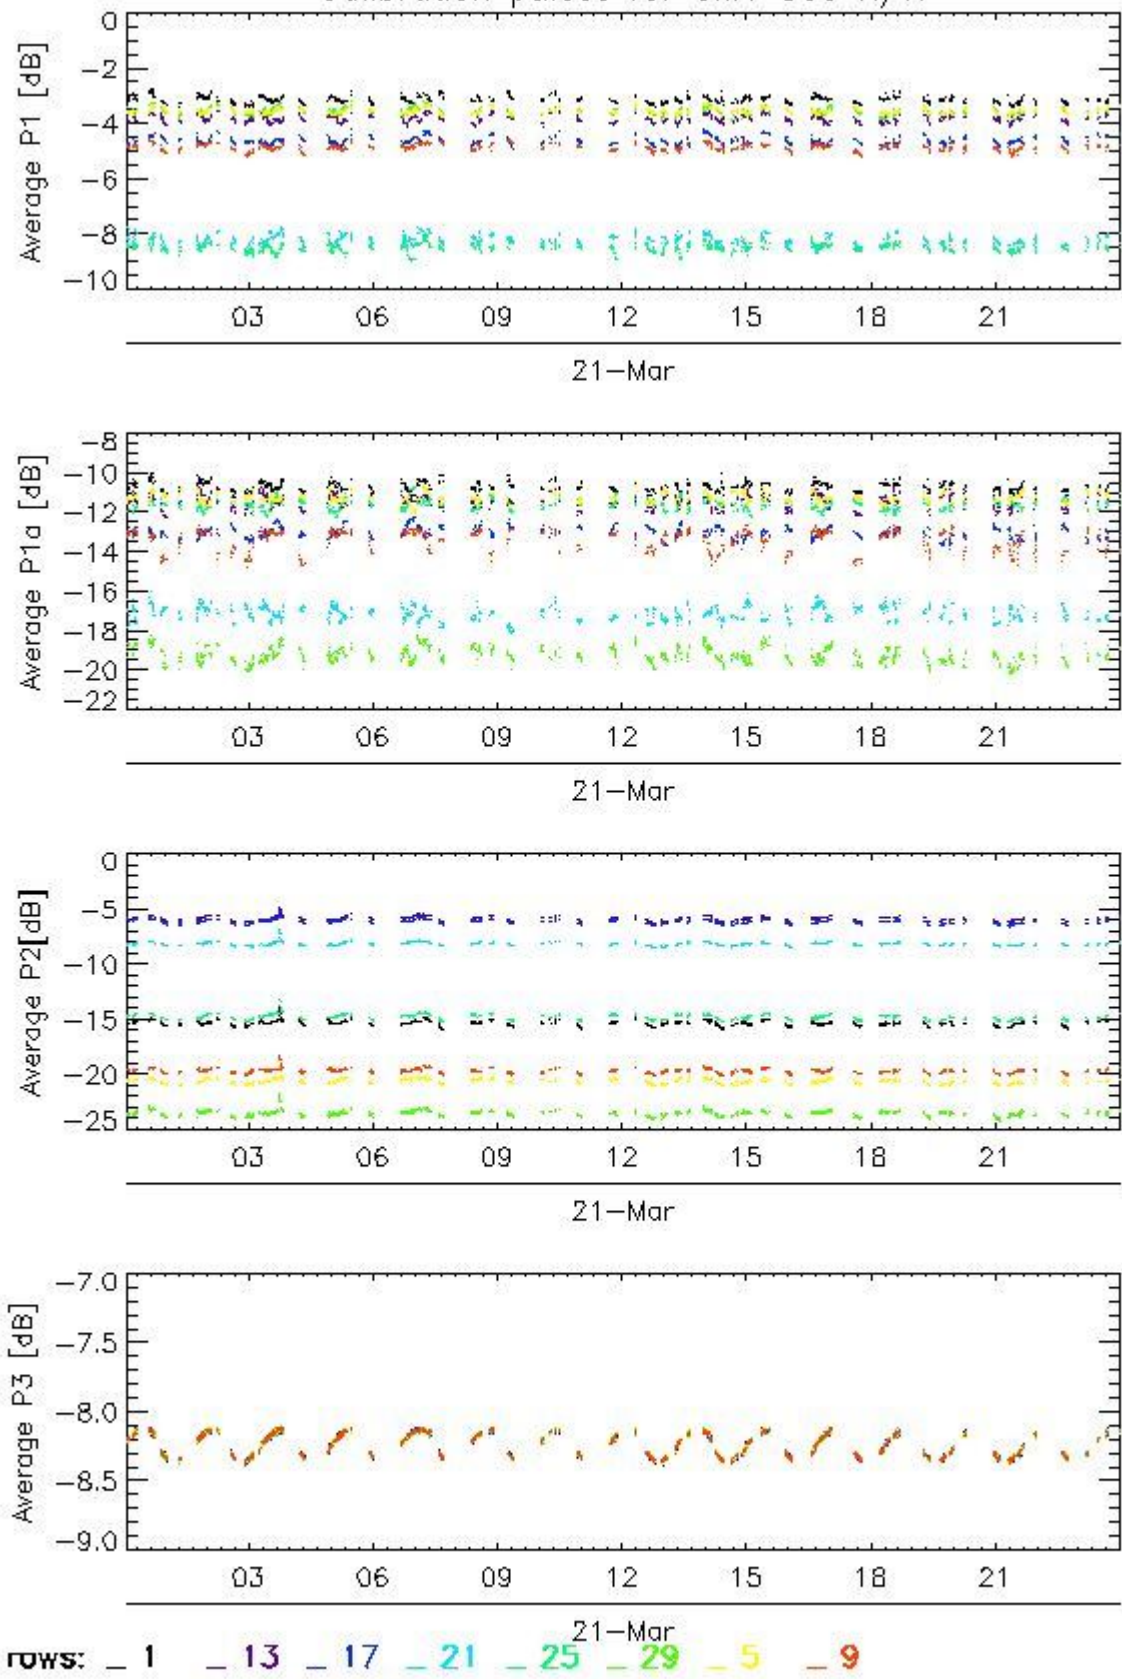 0
−2
−4
−6
−8
−10
Average P1 [dB]
03 06 09 12 15 18 21
21−Mar
−8
−10
−12
−14
−16
−18
−20
−22
Average P1a [dB]
03 06 09 12 15 18 21
21−Mar
0
−5
−10
−15
−20
−25
Average P2[dB]
03 06 09 12 15 18 21
21−Mar
−7.0
−7.5
−8.0
−8.5
−9.0
Average P3 [dB]
03 06 09 12 15 18 21
21−Mar
rows: _ 1 _ 13 _ 17 _ 21 _ 25 _ 29 _ 5 _ 9